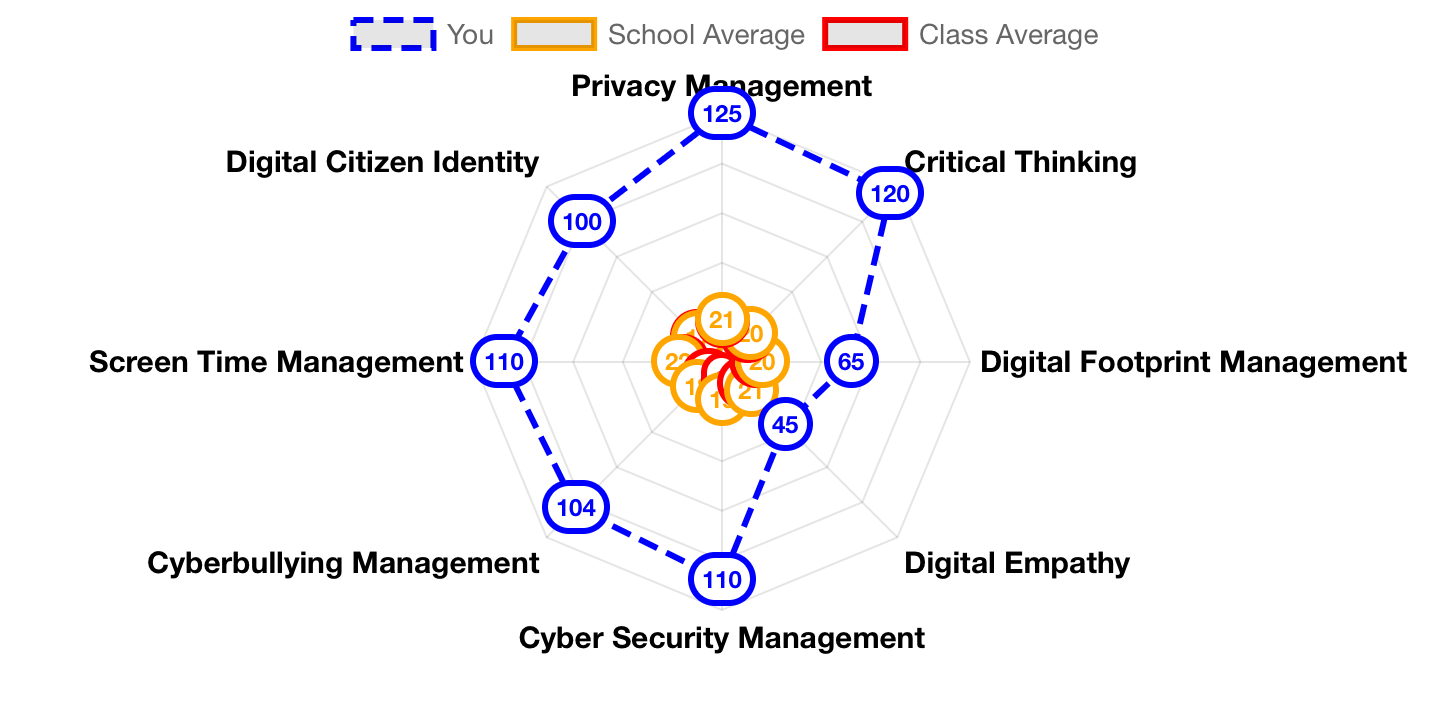 You School Average Class Average
Privacy Management
125
Digital Citizen Identity
Critical Thinking
100
120
21
20
Screen Time Management
110
22
20
65
Digital Footprint Management
21
45
104
Cyberbullying Management
110
Digital Empathy
Cyber Security Management